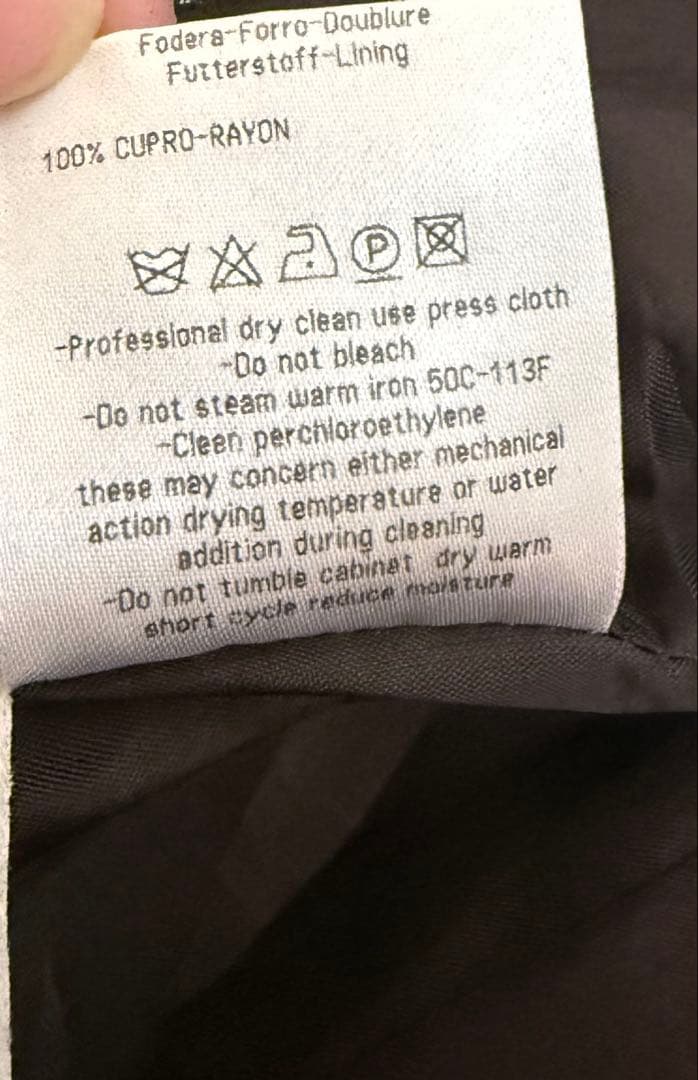 Fodera-Forro-Doublure
Futterstoff-Lining
100% CUPRO-RAYON
P
-Professional dry clean use press cloth
-Do not bleach
-Do not steam warm iron 50C-113F
-Cleen perchloroethylene
these may concern either mechanical
action drying temperature or water
addition during cleaning
-Do not tumble cabinet dry warm
short cycle reduce moisture